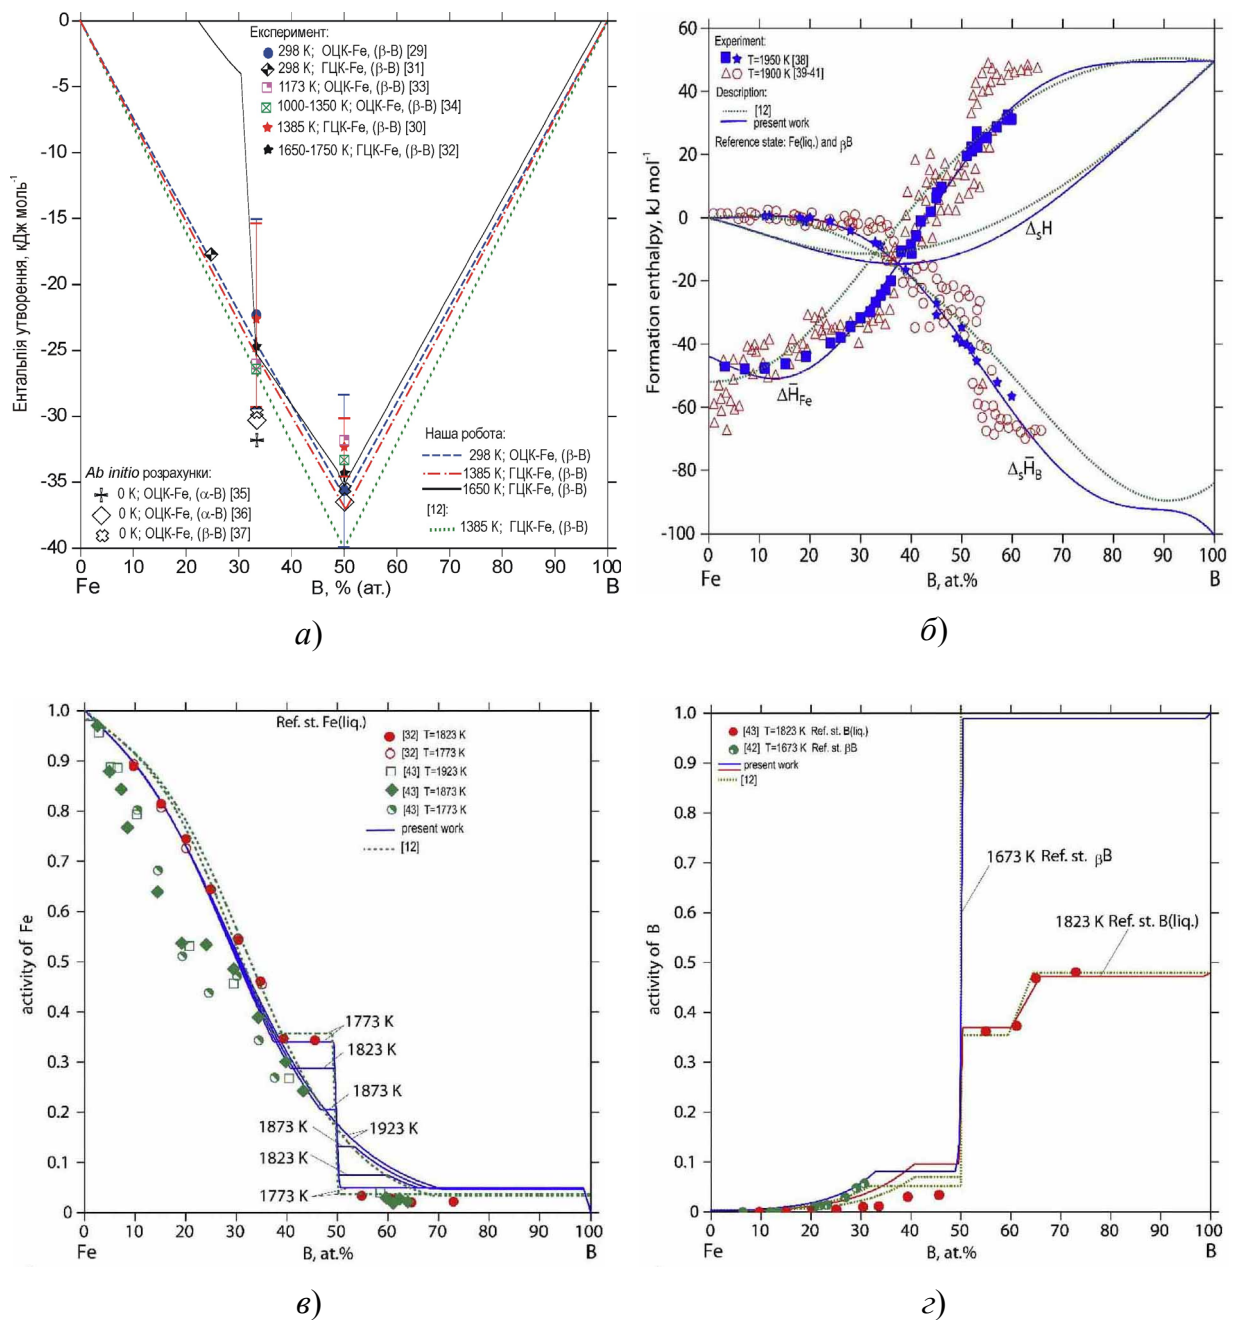 Експеримент:
298 K; ОЦК-Fe, (β-B) [29]
298 K; ГЦК-Fe, (β-B) [31]
1173 K; ОЦК-Fe, (β-B) [33]
1000-1350 K; ОЦК-Fe, (β-B) [34]
1385 K; ГЦК-Fe, (β-B) [30]
1650-1750 K; ГЦК-Fe, (β-B) [32]
Ентальпія утворення, кДж моль⁻¹
0
-5
-10
-15
-20
-25
-30
-35
-40
Ab initio розрахунки:
0 K; ОЦК-Fe, (α-B) [35]
0 K; ОЦК-Fe, (α-B) [36]
0 K; ОЦК-Fe, (β-B) [37]
Наша робота:
298 K; ОЦК-Fe, (β-B)
1385 K; ГЦК-Fe, (β-B)
1650 K; ГЦК-Fe, (β-B)
[12]:
1385 K; ГЦК-Fe, (β-B)
0 10 20 30 40 50 60 70 80 90 100
Fe B, % (ат.) B
а)
Formation enthalpy, kJ mol⁻¹
60
40
20
0
-20
-40
-60
-80
-100
Experiment:
T=1950 K [38]
T=1900 K [39-41]
Description:
[12]
present work
Reference state: Fe(liq.) and βB
ΔₛH
ΔH̄Fe
ΔₛH̄B
0 10 20 30 40 50 60 70 80 90 100
Fe B, at.% B
б)
activity of Fe
1.0
0.9
0.8
0.7
0.6
0.5
0.4
0.3
0.2
0.1
0
Ref. st. Fe(liq.)
[32] T=1823 K
[32] T=1773 K
[43] T=1923 K
[43] T=1873 K
[43] T=1773 K
present work
[12]
1773 K
1823 K
1873 K
1873 K
1923 K
1823 K
1773 K
0 10 20 30 40 50 60 70 80 90 100
Fe B, at.% B
в)
activity of B
1.0
0.9
0.8
0.7
0.6
0.5
0.4
0.3
0.2
0.1
0
[43] T=1823 K Ref. st. B(liq.)
[42] T=1673 K Ref. st. βB
present work
[12]
1673 K Ref. st. βB
1823 K Ref. st. B(liq.)
0 10 20 30 40 50 60 70 80 90 100
Fe B, at.% B
г)